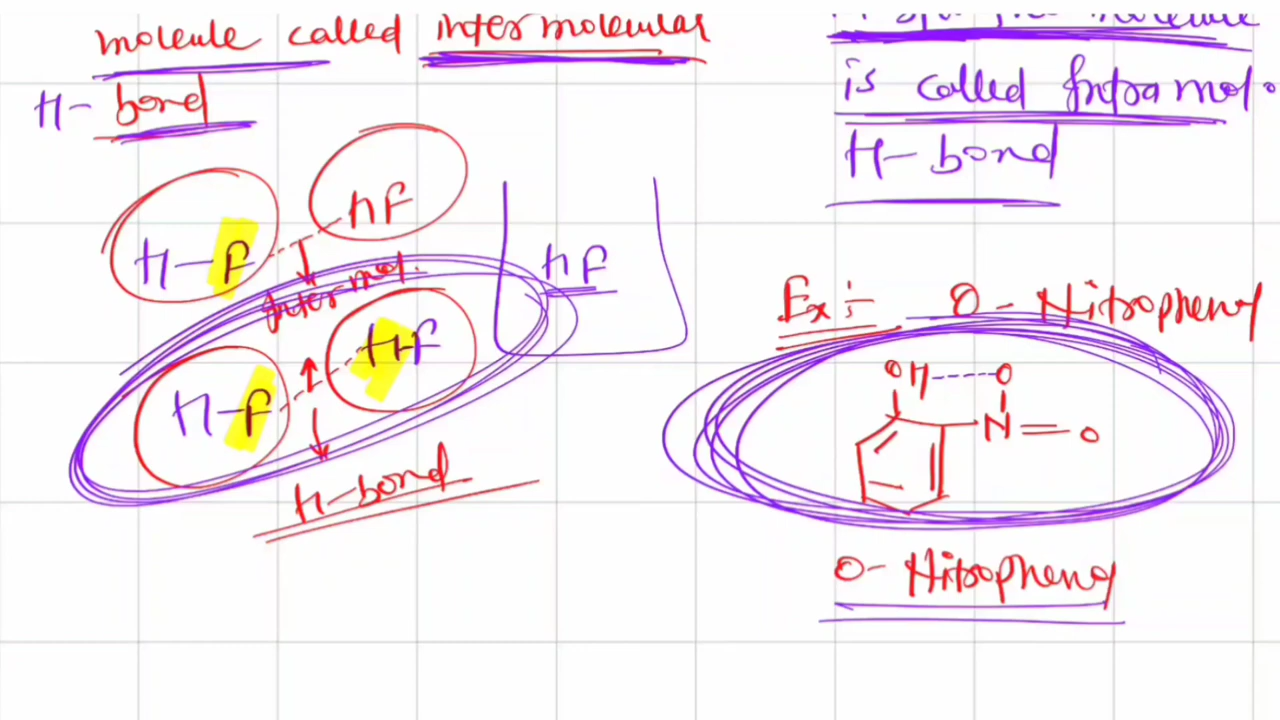 molecule called inter molecular
H- bond
H-F
HF
Inter mol.
H-F
H-F
H-bond
HF
molecule
is called Intra mol.
H-bond
Ex:- O- Nitrophenol
OH
O
N
O
O- Nitrophenol